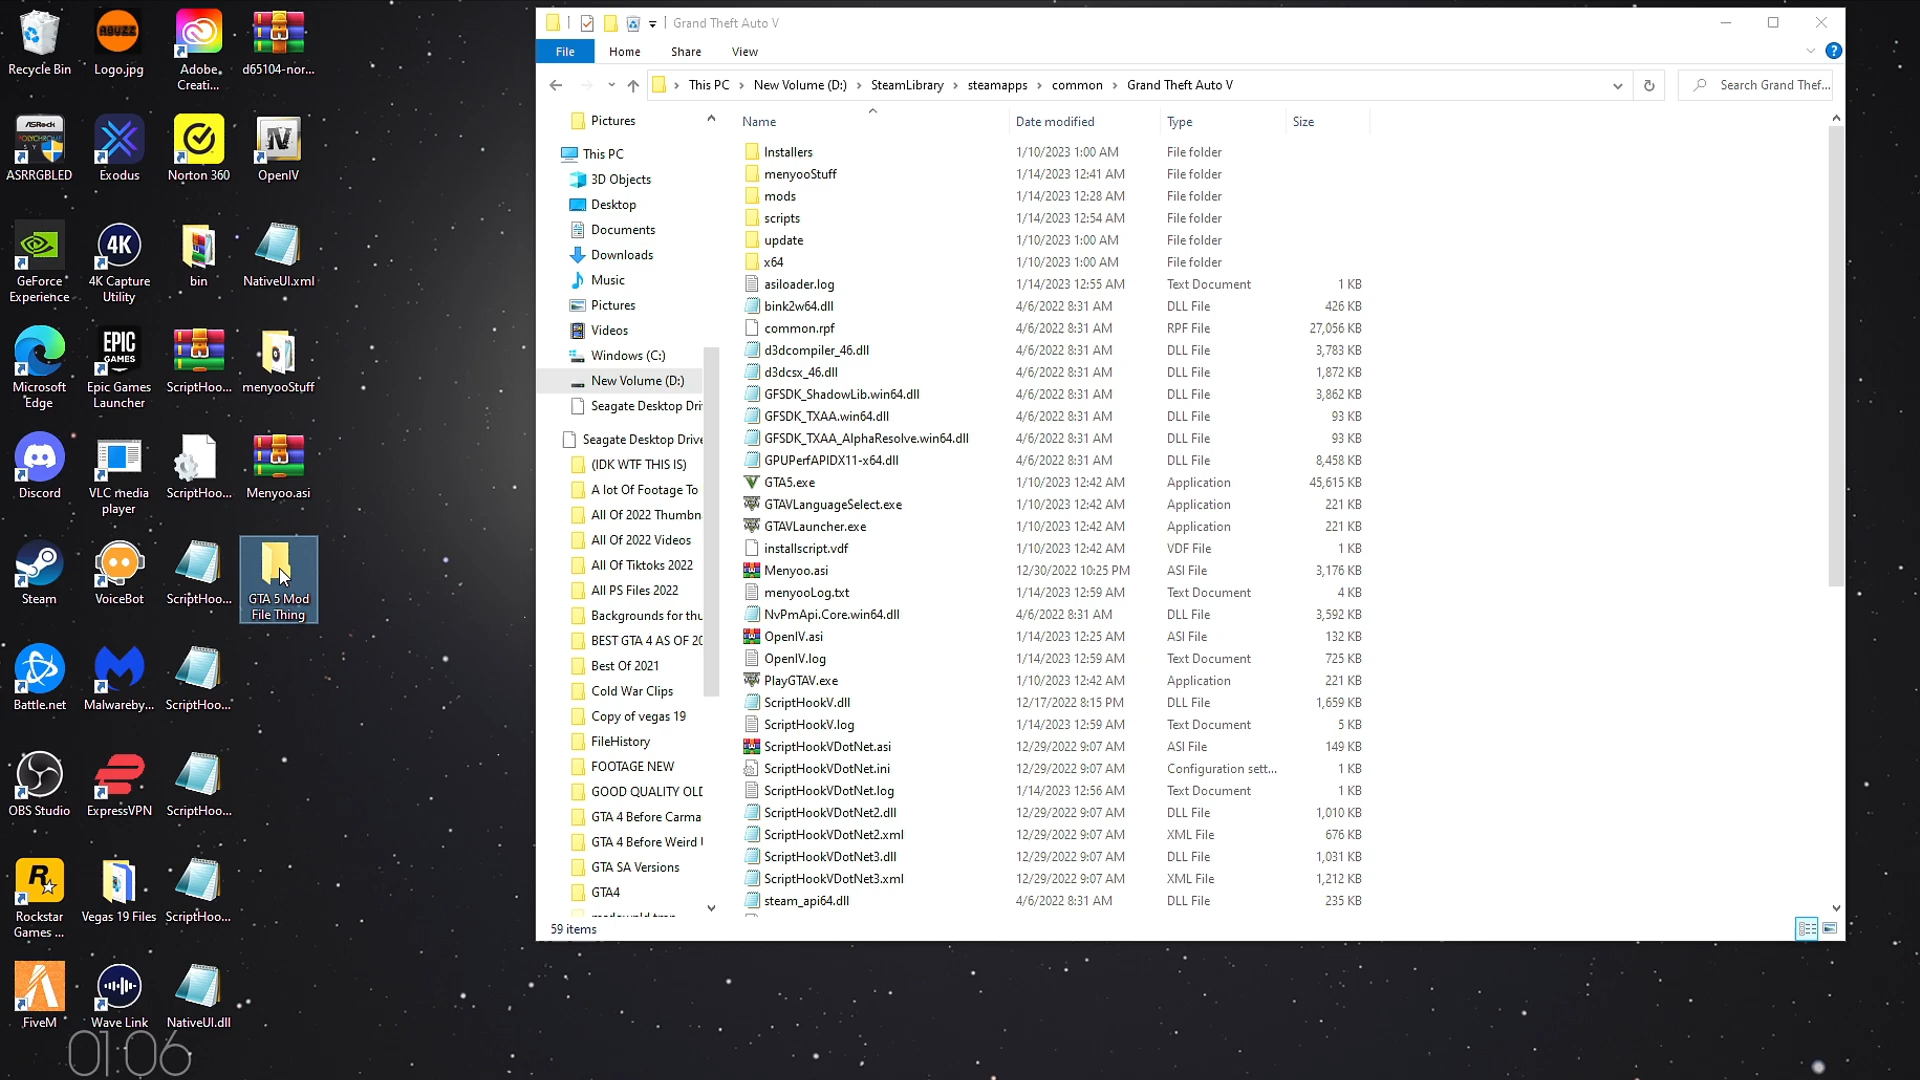 Recycle Bin
ABUZZ
Logo.jpg
Adobe
Creati...
d65104-nor...
ASRock
POLYCHROME
SY
ASRRGBLED
Exodus
Norton 360
OpenIV
GeForce
Experience
4K
4K Capture
Utility
bin
NativeUI.xml
Microsoft
Edge
EPIC
GAMES
Epic Games
Launcher
ScriptHoo...
menyooStuff
Discord
VLC media
player
ScriptHoo...
Menyoo.asi
Steam
VoiceBot
ScriptHoo...
GTA 5 Mod
File Thing
Battle.net
Malwareby...
ScriptHoo...
OBS Studio
ExpressVPN
ScriptHoo...
Rockstar
Games ...
Vegas 19 Files
ScriptHoo...
FiveM
Wave Link
NativeUI.dll
01:06
Grand Theft Auto V
File Home Share View
This PC › New Volume (D:) › SteamLibrary › steamapps › common › Grand Theft Auto V
Search Grand Thef...
Pictures
This PC
3D Objects
Desktop
Documents
Downloads
Music
Pictures
Videos
Windows (C:)
New Volume (D:)
Seagate Desktop Dri
Seagate Desktop Drive
(IDK WTF THIS IS)
A lot Of Footage To
All Of 2022 Thumbn
All Of 2022 Videos
All Of Tiktoks 2022
All PS Files 2022
Backgrounds for thu
BEST GTA 4 AS OF 20
Best Of 2021
Cold War Clips
Copy of vegas 19
FileHistory
FOOTAGE NEW
GOOD QUALITY OLD
GTA 4 Before Carma
GTA 4 Before Weird
GTA SA Versions
GTA4
Name Date modified Type Size
Installers 1/10/2023 1:00 AM File folder
menyooStuff 1/14/2023 12:41 AM File folder
mods 1/14/2023 12:28 AM File folder
scripts 1/14/2023 12:54 AM File folder
update 1/10/2023 1:00 AM File folder
x64 1/10/2023 1:00 AM File folder
asiloader.log 1/14/2023 12:55 AM Text Document 1 KB
bink2w64.dll 4/6/2022 8:31 AM DLL File 426 KB
common.rpf 4/6/2022 8:31 AM RPF File 27,056 KB
d3dcompiler_46.dll 4/6/2022 8:31 AM DLL File 3,783 KB
d3dcsx_46.dll 4/6/2022 8:31 AM DLL File 1,872 KB
GFSDK_ShadowLib.win64.dll 4/6/2022 8:31 AM DLL File 3,862 KB
GFSDK_TXAA.win64.dll 4/6/2022 8:31 AM DLL File 93 KB
GFSDK_TXAA_AlphaResolve.win64.dll 4/6/2022 8:31 AM DLL File 93 KB
GPUPerfAPIDX11-x64.dll 4/6/2022 8:31 AM DLL File 8,458 KB
GTA5.exe 1/10/2023 12:42 AM Application 45,615 KB
GTAVLanguageSelect.exe 1/10/2023 12:42 AM Application 221 KB
GTAVLauncher.exe 1/10/2023 12:42 AM Application 221 KB
installscript.vdf 1/10/2023 12:42 AM VDF File 1 KB
Menyoo.asi 12/30/2022 10:25 PM ASI File 3,176 KB
menyooLog.txt 1/14/2023 12:59 AM Text Document 4 KB
NvPmApi.Core.win64.dll 4/6/2022 8:31 AM DLL File 3,592 KB
OpenIV.asi 1/14/2023 12:25 AM ASI File 132 KB
OpenIV.log 1/14/2023 12:59 AM Text Document 725 KB
PlayGTAV.exe 1/10/2023 12:42 AM Application 221 KB
ScriptHookV.dll 12/17/2022 8:15 PM DLL File 1,659 KB
ScriptHookV.log 1/14/2023 12:59 AM Text Document 5 KB
ScriptHookVDotNet.asi 12/29/2022 9:07 AM ASI File 149 KB
ScriptHookVDotNet.ini 12/29/2022 9:07 AM Configuration sett... 1 KB
ScriptHookVDotNet.log 1/14/2023 12:56 AM Text Document 1 KB
ScriptHookVDotNet2.dll 12/29/2022 9:07 AM DLL File 1,010 KB
ScriptHookVDotNet2.xml 12/29/2022 9:07 AM XML File 676 KB
ScriptHookVDotNet3.dll 12/29/2022 9:07 AM DLL File 1,031 KB
ScriptHookVDotNet3.xml 12/29/2022 9:07 AM XML File 1,212 KB
steam_api64.dll 4/6/2022 8:31 AM DLL File 235 KB
59 items